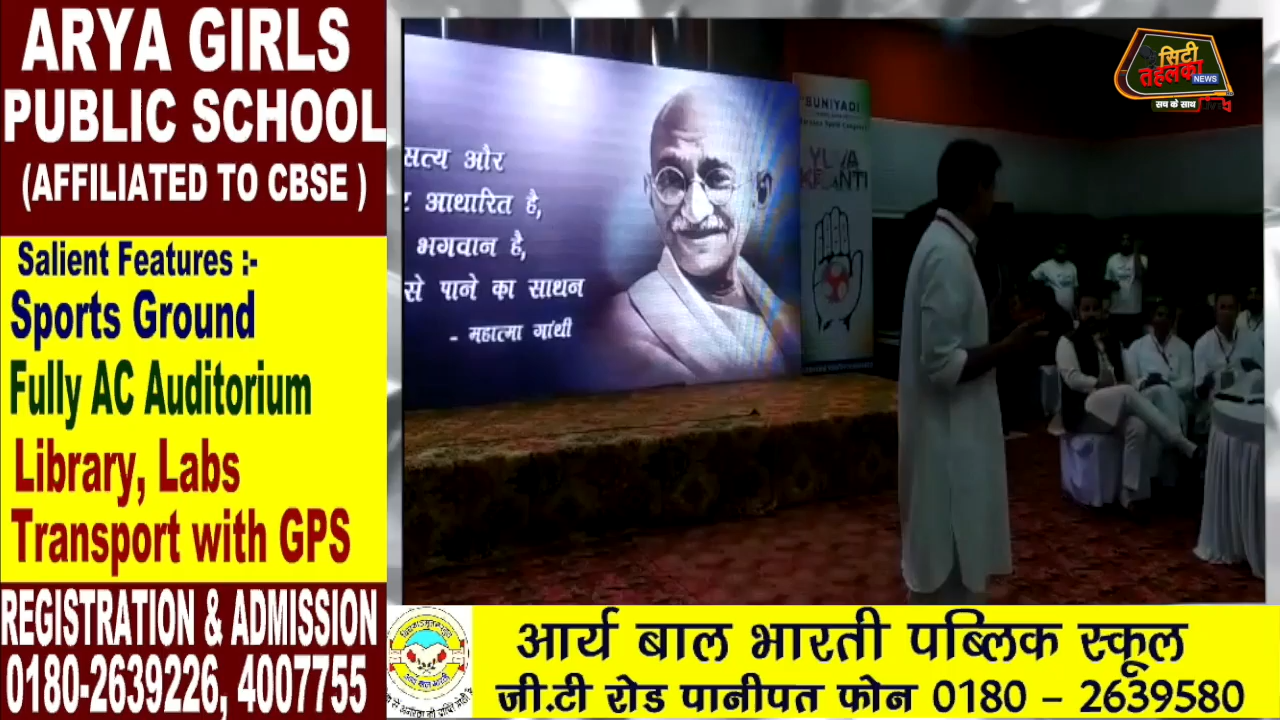 ARYA GIRLS
PUBLIC SCHOOL
(AFFILIATED TO CBSE )
Salient Features :-
Sports Ground
Fully AC Auditorium
Library, Labs
Transport with GPS
REGISTRATION & ADMISSION
0180-2639226, 4007755
सत्य और
आधारित है,
भगवान है,
से पाने का साधन
- महात्मा गांधी
BUNIYADI
YUVA
KRANTI
सिटी
तहलका
NEWS
सच के साथ
आर्य बाल भारती पब्लिक स्कूल
जी.टी रोड पानीपत फोन 0180 – 2639580